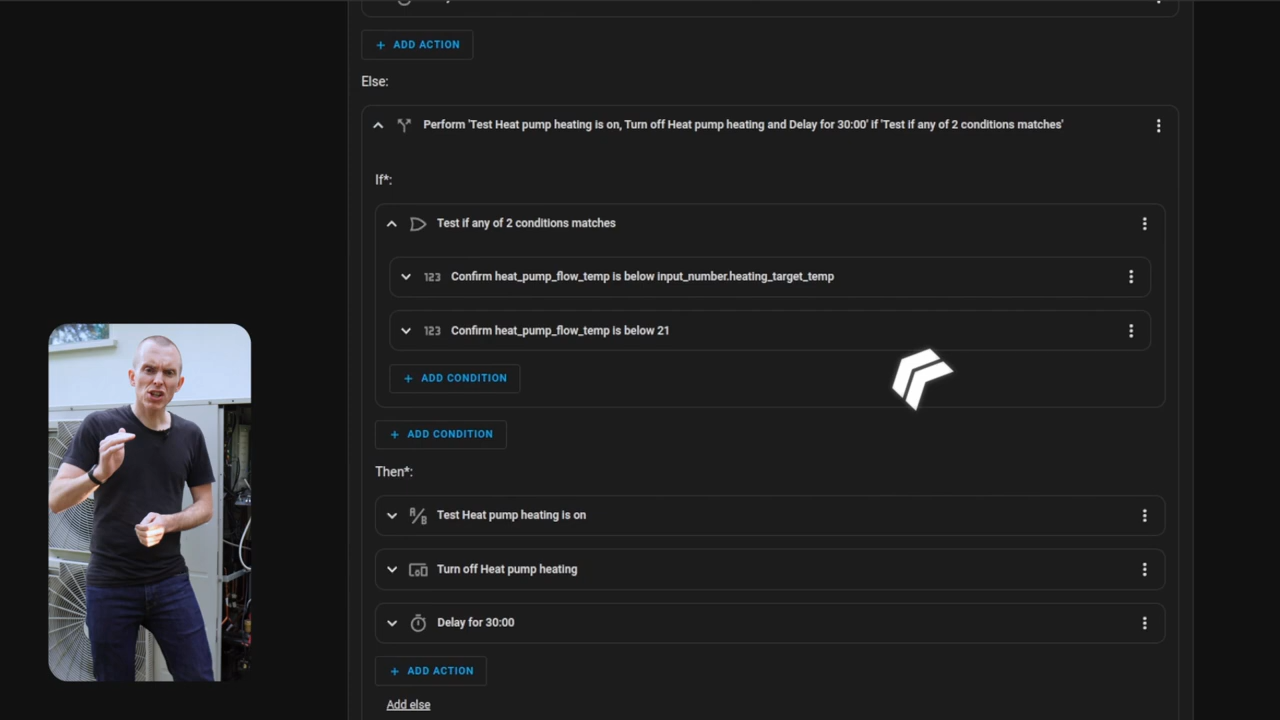 + ADD ACTION
Else:
Perform 'Test Heat pump heating is on, Turn off Heat pump heating and Delay for 30:00' if 'Test if any of 2 conditions matches'
If*:
Test if any of 2 conditions matches
123 Confirm heat_pump_flow_temp is below input_number.heating_target_temp
123 Confirm heat_pump_flow_temp is below 21
+ ADD CONDITION
+ ADD CONDITION
Then*:
A/B Test Heat pump heating is on
Turn off Heat pump heating
Delay for 30:00
+ ADD ACTION
Add else